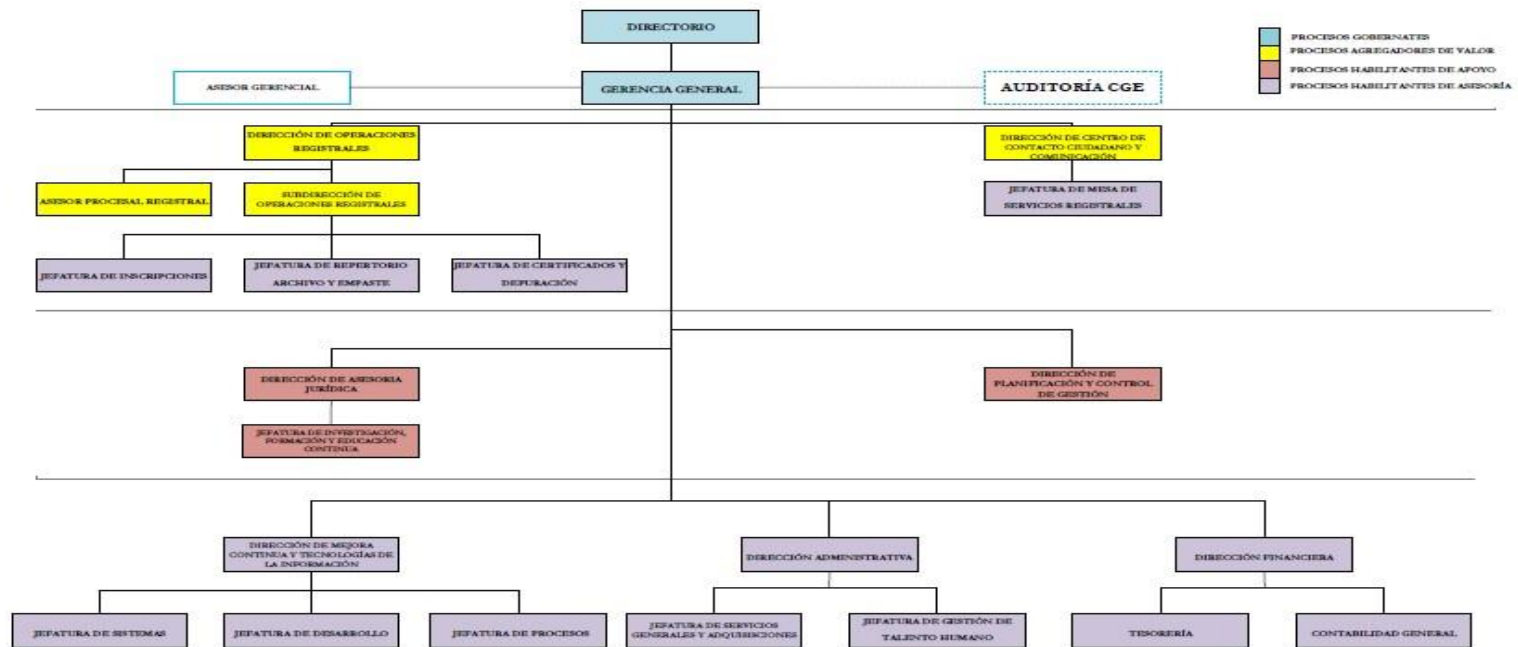 DIRECTORIO
PROCESOS GOBERNATES
PROCESOS AGREGADORES DE VALOR
PROCESOS HABILITANTES DE APOYO
PROCESOS HABILITANTES DE ASESORÍA
ASESOR GERENCIAL
GERENCIA GENERAL
AUDITORÍA CGE
DIRECCIÓN DE OPERACIONES
REGISTRALES
DIRECCIÓN DE CENTRO DE
CONTACTO CIUDADANO Y
COMUNICACIÓN
ASESOR PROCESAL REGISTRAL
SUBDIRECCIÓN DE
OPERACIONES REGISTRALES
JEFATURA DE MESA DE
SERVICIOS REGISTRALES
JEFATURA DE INSCRIPCIONES
JEFATURA DE REPERTORIO
ARCHIVO Y EMPASTE
JEFATURA DE CERTIFICADOS Y
DEPURACIÓN
DIRECCIÓN DE ASESORIA
JURÍDICA
DIRECCIÓN DE
PLANIFICACIÓN Y CONTROL
DE GESTIÓN
JEFATURA DE INVESTIGACIÓN,
FORMACIÓN Y EDUCACIÓN
CONTINUA
DIRECCIÓN DE MEJORA
CONTINUA Y TECNOLOGÍAS DE
LA INFORMACIÓN
DIRECCIÓN ADMINISTRATIVA
DIRECCIÓN FINANCIERA
JEFATURA DE SISTEMAS
JEFATURA DE DESARROLLO
JEFATURA DE PROCESOS
JEFATURA DE SERVICIOS
GENERALES Y ADQUISICIONES
JEFATURA DE GESTIÓN DE
TALENTO HUMANO
TESORERÍA
CONTABILIDAD GENERAL